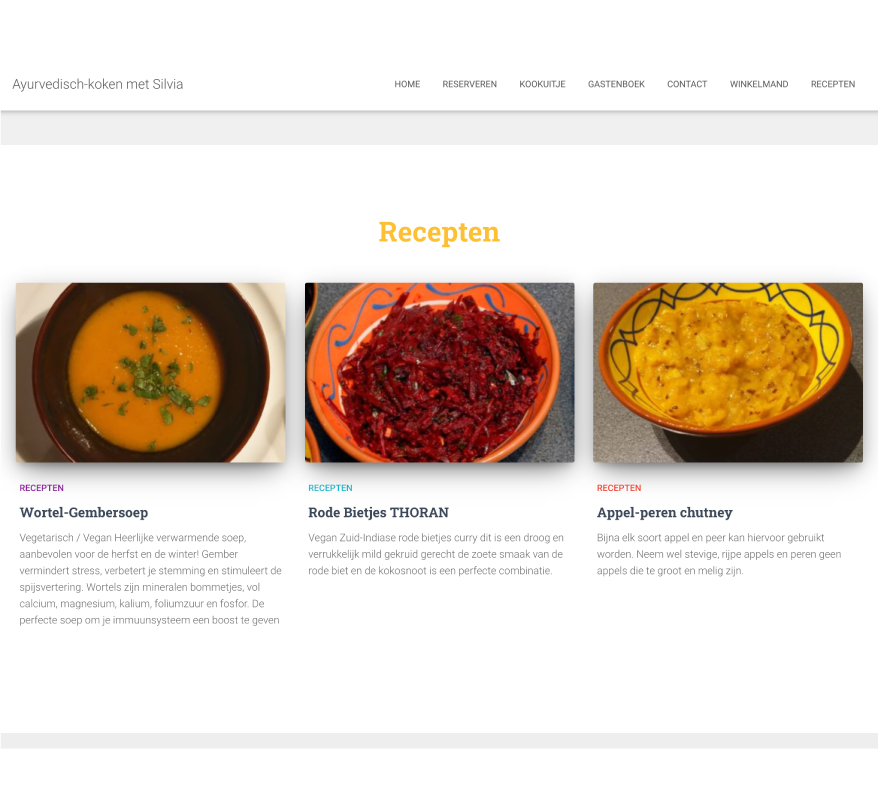 Ayurvedisch-koken met Silvia
HOME RESERVEREN KOOKUITJE GASTENBOEK CONTACT WINKELMAND RECEPTEN
Recepten
RECEPTEN
Wortel-Gembersoep
Vegetarisch / Vegan Heerlijke verwarmende soep,
aanbevolen voor de herfst en de winter! Gember
vermindert stress, verbetert je stemming en stimuleert de
spijsvertering. Wortels zijn mineralen bommetjes, vol
calcium, magnesium, kalium, foliumzuur en fosfor. De
perfecte soep om je immuunsysteem een boost te geven
RECEPTEN
Rode Bietjes THORAN
Vegan Zuid-Indiase rode bietjes curry dit is een droog en
verrukkelijk mild gekruid gerecht de zoete smaak van de
rode biet en de kokosnoot is een perfecte combinatie.
RECEPTEN
Appel-peren chutney
Bijna elk soort appel en peer kan hiervoor gebruikt
worden. Neem wel stevige, rijpe appels en peren geen
appels die te groot en melig zijn.